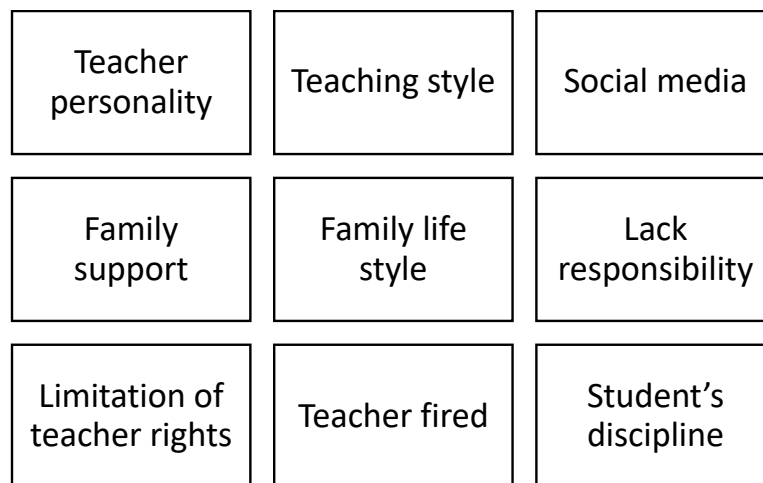 Teacher
personality
Teaching style
Social media
Family
support
Family life
style
Lack
responsibility
Limitation of
teacher rights
Teacher fired
Student’s
discipline